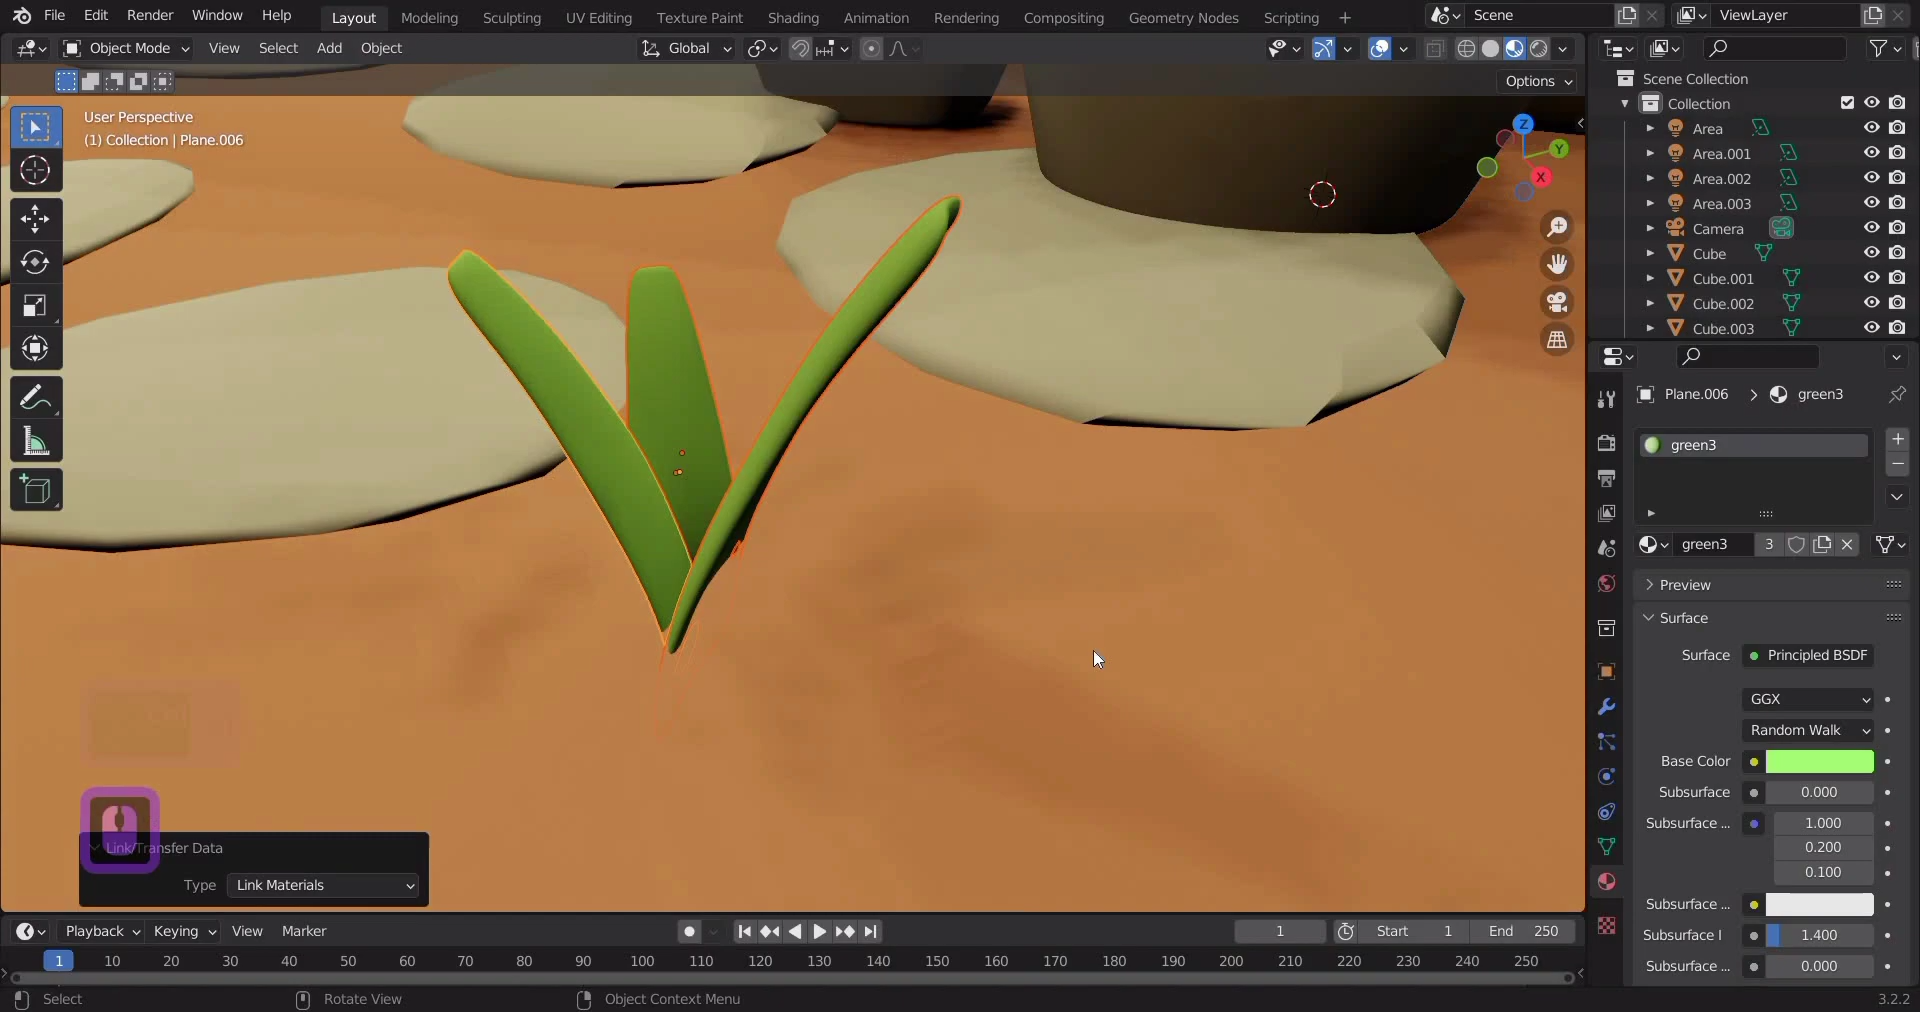 File Edit Render Window Help Layout Modeling Sculpting UV Editing Texture Paint Shading Animation Rendering Compositing Geometry Nodes Scripting + Scene ViewLayer
Object Mode View Select Add Object Global
Options
User Perspective
(1) Collection | Plane.006
Z
Y
X
Scene Collection
Collection
Area
Area.001
Area.002
Area.003
Camera
Cube
Cube.001
Cube.002
Cube.003
Plane.006 > green3
green3
green3 3
Preview
Surface
Surface Principled BSDF
GGX
Random Walk
Base Color
Subsurface 0.000
Subsurface ... 1.000
0.200
0.100
Subsurface ...
Subsurface I 1.400
Subsurface ... 0.000
Link/Transfer Data
Type Link Materials
Playback Keying View Marker 1 Start 1 End 250
1 10 20 30 40 50 60 70 80 90 100 110 120 130 140 150 160 170 180 190 200 210 220 230 240 250
Select Rotate View Object Context Menu 3.2.2